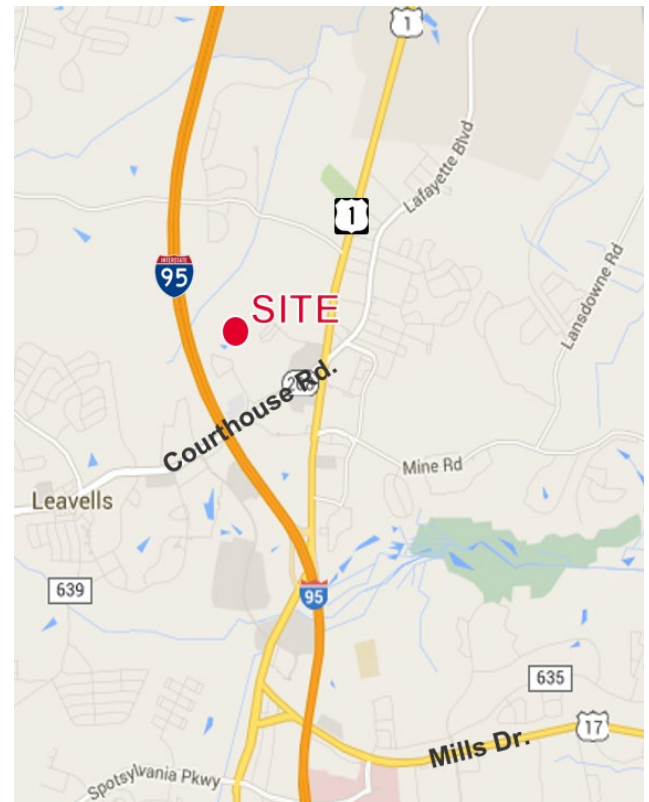 1
Lafayette Blvd
1
INTERSTATE
95
SITE
Lansdowne Rd
Courthouse Rd.
Mine Rd
Leavells
639
95
635
17
Mills Dr.
Spotsylvania Pkwy